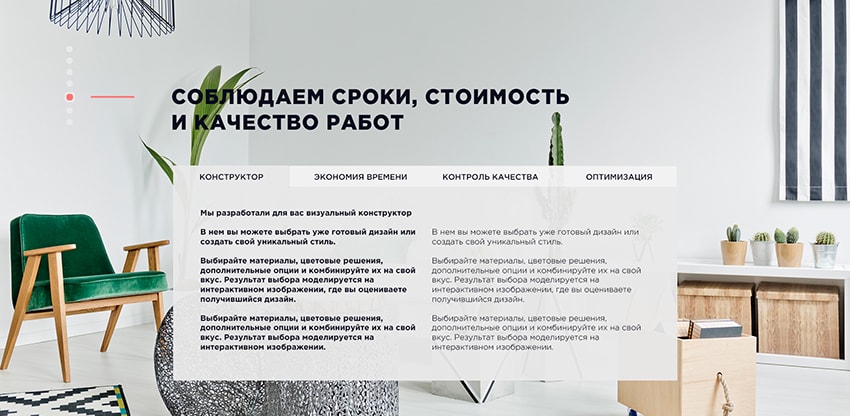 СОБЛЮДАЕМ СРОКИ, СТОИМОСТЬ
И КАЧЕСТВО РАБОТ
КОНСТРУКТОР
ЭКОНОМИЯ ВРЕМЕНИ
КОНТРОЛЬ КАЧЕСТВА
ОПТИМИЗАЦИЯ
Мы разработали для вас визуальный конструктор
В нем вы можете выбрать уже готовый дизайн или
создать свой уникальный стиль.
Выбирайте материалы, цветовые решения,
дополнительные опции и комбинируйте их на свой
вкус. Результат выбора моделируется на
интерактивном изображении, где вы оцениваете
получившийся дизайн.
Выбирайте материалы, цветовые решения,
дополнительные опции и комбинируйте их на свой
вкус. Результат выбора моделируется на
интерактивном изображении.
В нем вы можете выбрать уже готовый дизайн или
создать свой уникальный стиль.
Выбирайте материалы, цветовые решения,
дополнительные опции и комбинируйте их на свой
вкус. Результат выбора моделируется на
интерактивном изображении, где вы оцениваете
получившийся дизайн.
Выбирайте материалы, цветовые решения,
дополнительные опции и комбинируйте их на свой
вкус. Результат выбора моделируется на
интерактивном изображении.